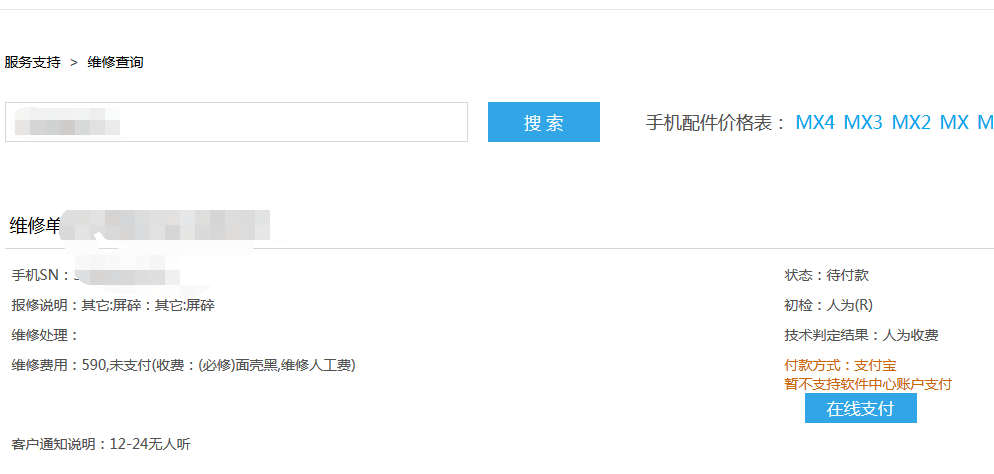 服务支持 > 维修查询
搜索
手机配件价格表： MX4 MX3 MX2 MX M
维修单
手机SN：
状态：待付款
报修说明：其它:屏碎：其它:屏碎
初检：人为(R)
维修处理：
技术判定结果：人为收费
维修费用：590,未支付(收费：(必修)面壳黑,维修人工费)
付款方式：支付宝
暂不支持软件中心账户支付
在线支付
客户通知说明：12-24无人听